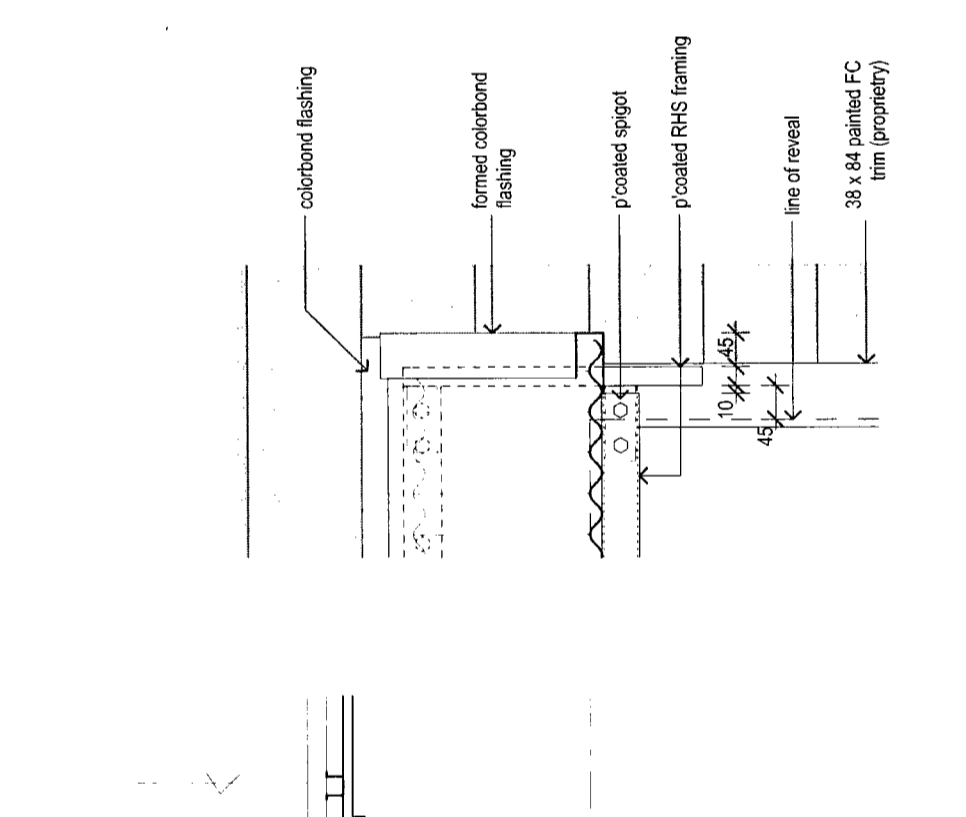 colorbond flashing
formed colorbond
flashing
p'coated spigot
p'coated RHS framing
line of reveal
38 x 84 painted FC
trim (proprietry)
45
10
45